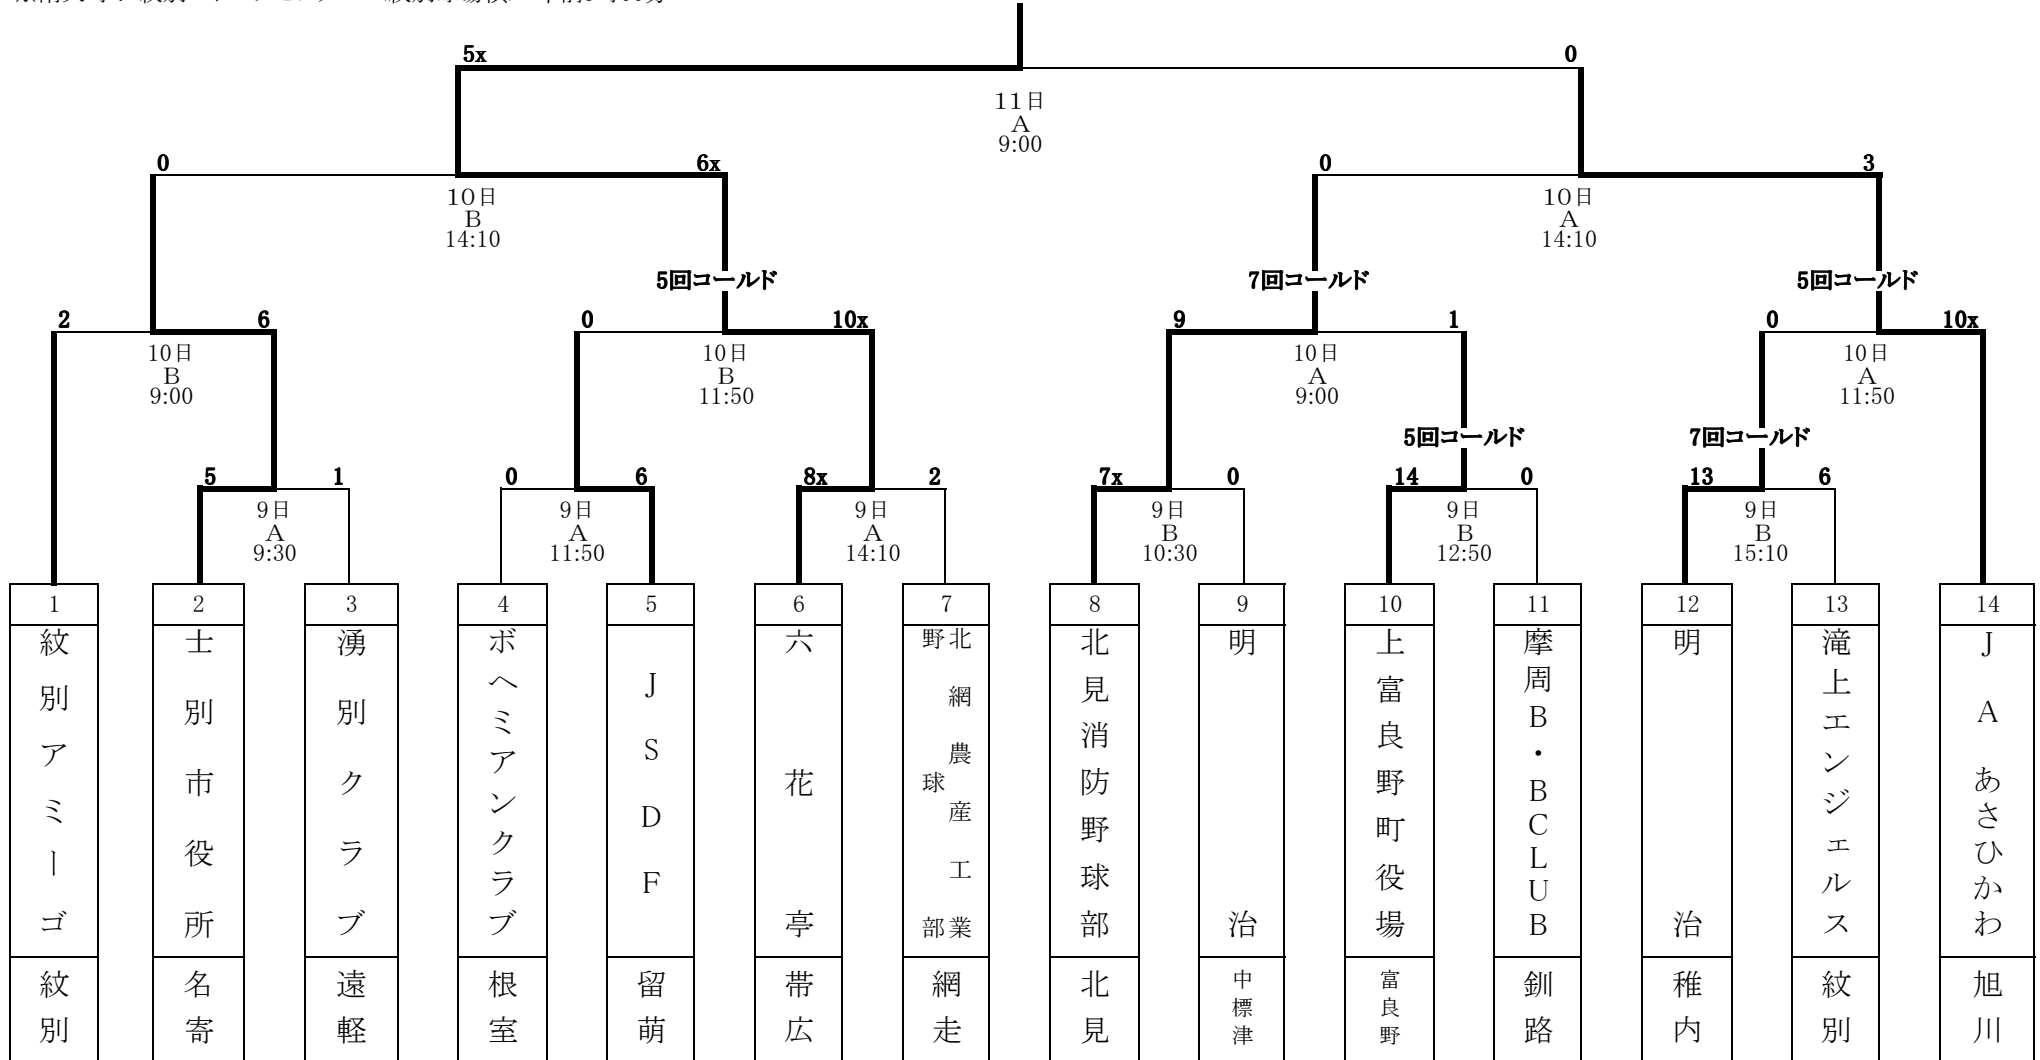 5x 0
11日
A
9:00
0 6x 0 3
10日 10日
B A
14:10 14:10
5回コールド 7回コールド 5回コールド
2 6 0 10x 9 1 0 10x
10日 10日 10日 10日
B B A A
9:00 11:50 9:00 11:50
5回コールド 7回コールド
5 1 0 6 8x 2 7x 0 14 0 13 6
9日 9日 9日 9日 9日 9日
A A A B B B
9:30 11:50 14:10 10:30 12:50 15:10
1 2 3 4 5 6 7 8 9 10 11 12 13 14
紋別アミーゴ
士別市役所
湧別クラブ
ボヘミアンクラブ
JSDF
六花亭
北網農産工業
野球部
北見消防野球部
明治
上富良野町役場
摩周B・BCLUB
明治
滝上エンジェルス
JAあさひかわ
紋別
名寄
遠軽
根室
留萌
帯広
網走
北見
中標津
富良野
釧路
稚内
紋別
旭川